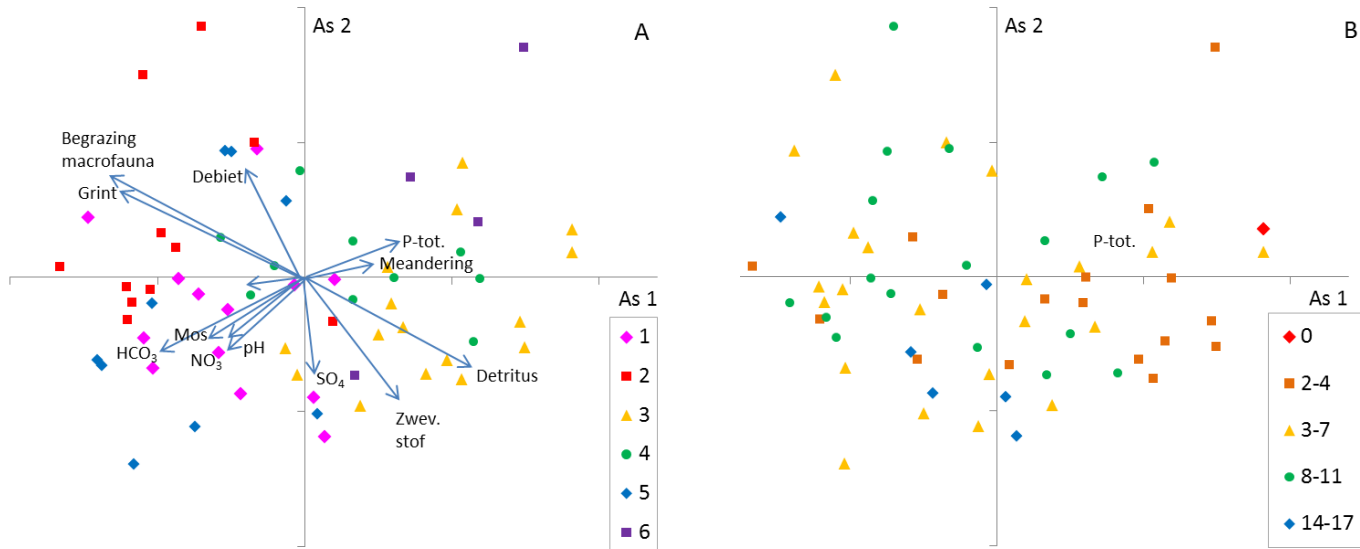 As 2
A
Begrazing
macrofauna
Grint
Debiet
P-tot.
Meandering
As 1
Mos
HCO₃
NO₃
pH
SO₄
Detritus
Zwev.
stof
1
2
3
4
5
6
As 2
B
P-tot.
As 1
0
2-4
3-7
8-11
14-17